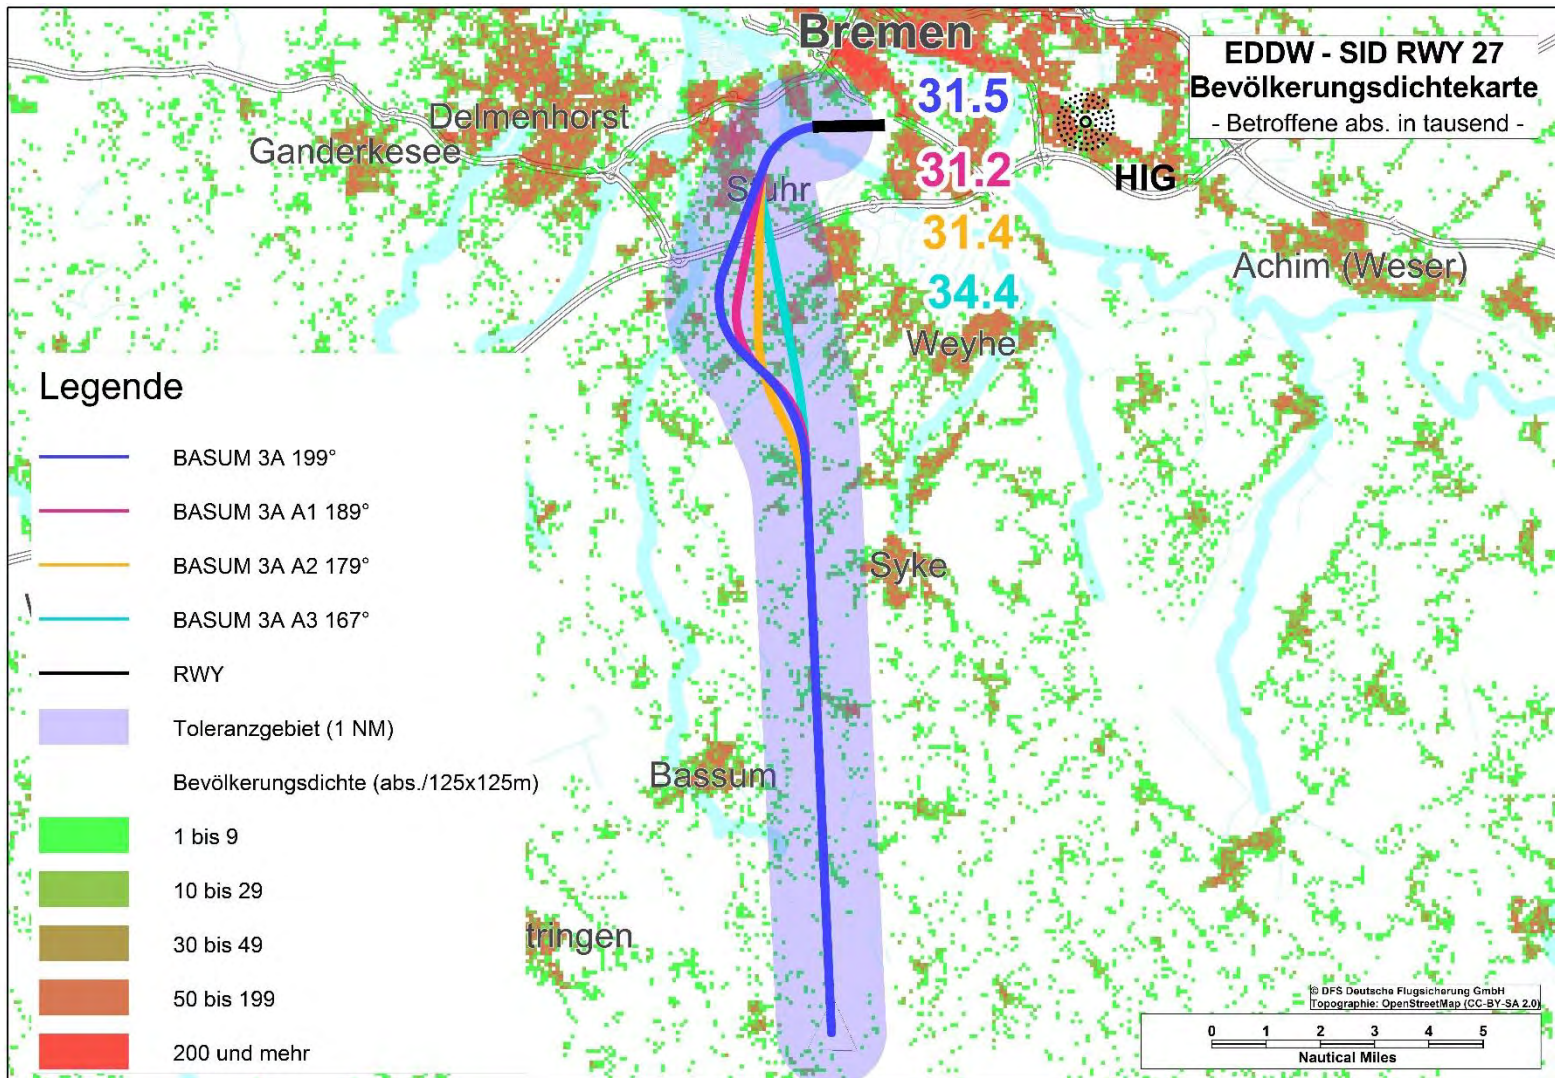 Bremen
EDDW - SID RWY 27
Bevölkerungsdichtekarte
- Betroffene abs. in tausend -
31.5
Delmenhorst
Ganderkesee
31.2
HIG
Stuhr
31.4
Achim (Weser)
34.4
Weyhe
Legende
BASUM 3A 199°
BASUM 3A A1 189°
BASUM 3A A2 179°
BASUM 3A A3 167°
RWY
Toleranzgebiet (1 NM)
Bevölkerungsdichte (abs./125x125m)
1 bis 9
10 bis 29
30 bis 49
50 bis 199
200 und mehr
Syke
Bassum
tringen
© DFS Deutsche Flugsicherung GmbH
Topographie: OpenStreetMap (CC-BY-SA 2.0)
0 1 2 3 4 5
Nautical Miles